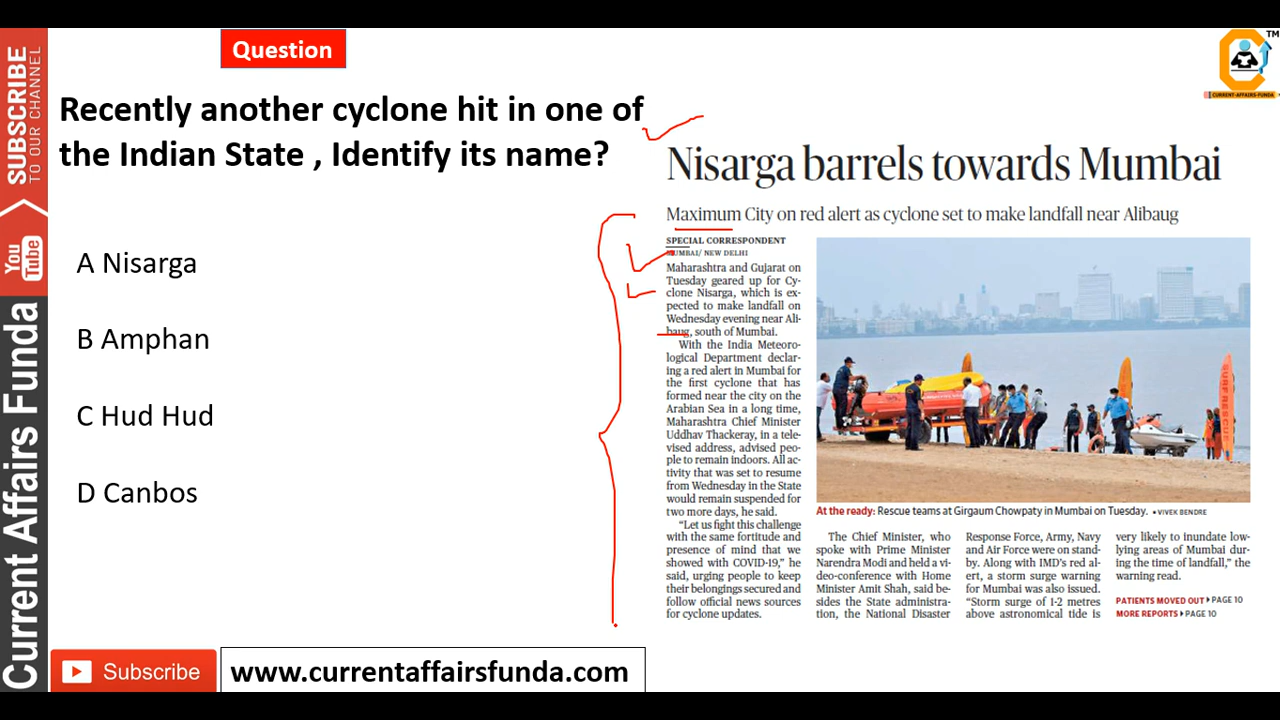 SUBSCRIBE
TO OUR CHANNEL
You
Tube
Current Affairs Funda
Question
TM
CURRENT-AFFAIRS-FUNDA
Recently another cyclone hit in one of
the Indian State , Identify its name?
A Nisarga
B Amphan
C Hud Hud
D Canbos
Nisarga barrels towards Mumbai
Maximum City on red alert as cyclone set to make landfall near Alibaug
SPECIAL CORRESPONDENT
MUMBAI/ NEW DELHI
Maharashtra and Gujarat on
Tuesday geared up for Cy-
clone Nisarga, which is ex-
pected to make landfall on
Wednesday evening near Ali-
baug, south of Mumbai.
With the India Meteoro-
logical Department declar-
ing a red alert in Mumbai for
the first cyclone that has
formed near the city on the
Arabian Sea in a long time,
Maharashtra Chief Minister
Uddhav Thackeray, in a tele-
vised address, advised peo-
ple to remain indoors. All ac-
tivity that was set to resume
from Wednesday in the State
would remain suspended for
two more days, he said.
“Let us fight this challenge
with the same fortitude and
presence of mind that we
showed with COVID-19,” he
said, urging people to keep
their belongings secured and
follow official news sources
for cyclone updates.
SURF RESCUE
At the ready: Rescue teams at Girgaum Chowpaty in Mumbai on Tuesday. • VIVEK BENDRE
The Chief Minister, who
spoke with Prime Minister
Narendra Modi and held a vi-
deo-conference with Home
Minister Amit Shah, said be-
sides the State administra-
tion, the National Disaster
Response Force, Army, Navy
and Air Force were on stand-
by. Along with IMD’s red al-
ert, a storm surge warning
for Mumbai was also issued.
“Storm surge of 1-2 metres
above astronomical tide is
very likely to inundate low-
lying areas of Mumbai dur-
ing the time of landfall,” the
warning read.
PATIENTS MOVED OUT ▸ PAGE 10
MORE REPORTS ▸ PAGE 10
Subscribe
www.currentaffairsfunda.com